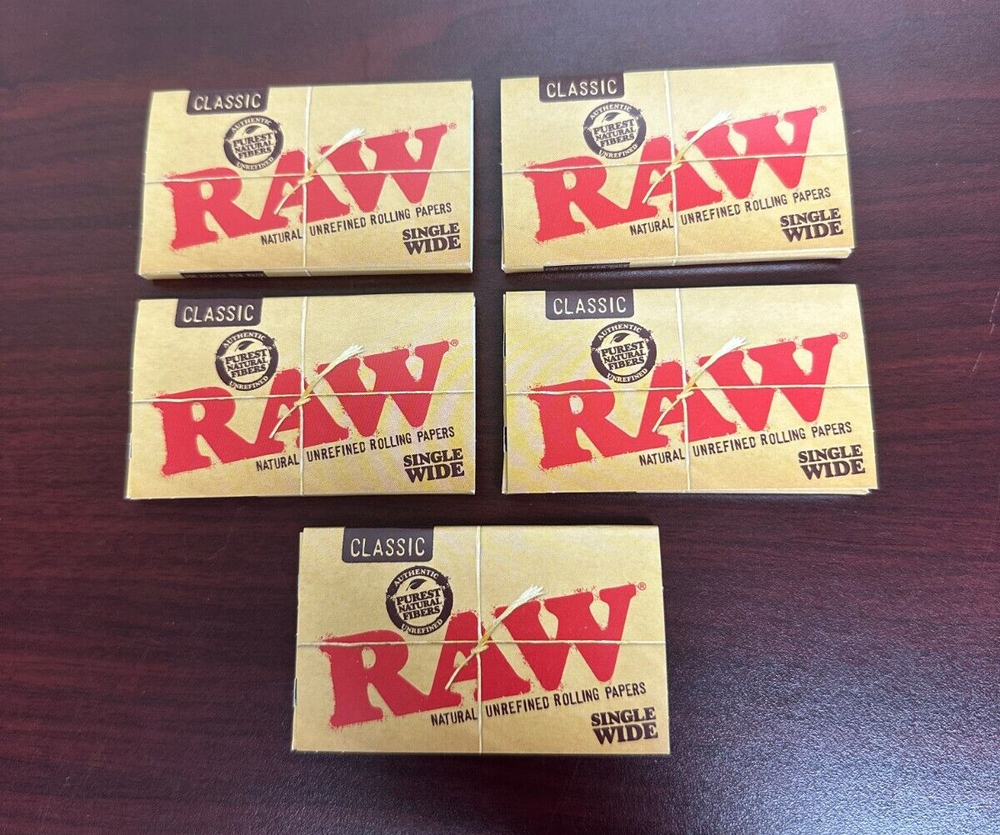 CLASSIC
AUTHENTIC
PUREST
NATURAL
FIBERS
UNREFINED
RAW®
NATURAL UNREFINED ROLLING PAPERS
SINGLE
WIDE
CLASSIC
AUTHENTIC
PUREST
NATURAL
FIBERS
UNREFINED
RAW®
NATURAL UNREFINED ROLLING PAPERS
SINGLE
WIDE
CLASSIC
AUTHENTIC
PUREST
NATURAL
FIBERS
UNREFINED
RAW®
NATURAL UNREFINED ROLLING PAPERS
SINGLE
WIDE
CLASSIC
AUTHENTIC
PUREST
NATURAL
FIBERS
UNREFINED
RAW®
NATURAL UNREFINED ROLLING PAPERS
SINGLE
WIDE
CLASSIC
AUTHENTIC
PUREST
NATURAL
FIBERS
UNREFINED
RAW®
NATURAL UNREFINED ROLLING PAPERS
SINGLE
WIDE